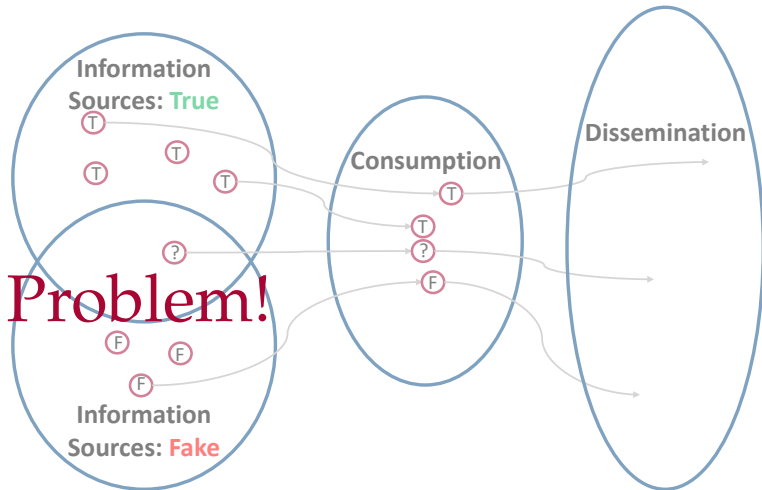 Information
Sources: True
T
T
T
T
?
Problem!
F
F
F
Information
Sources: Fake
Consumption
T
T
?
F
Dissemination